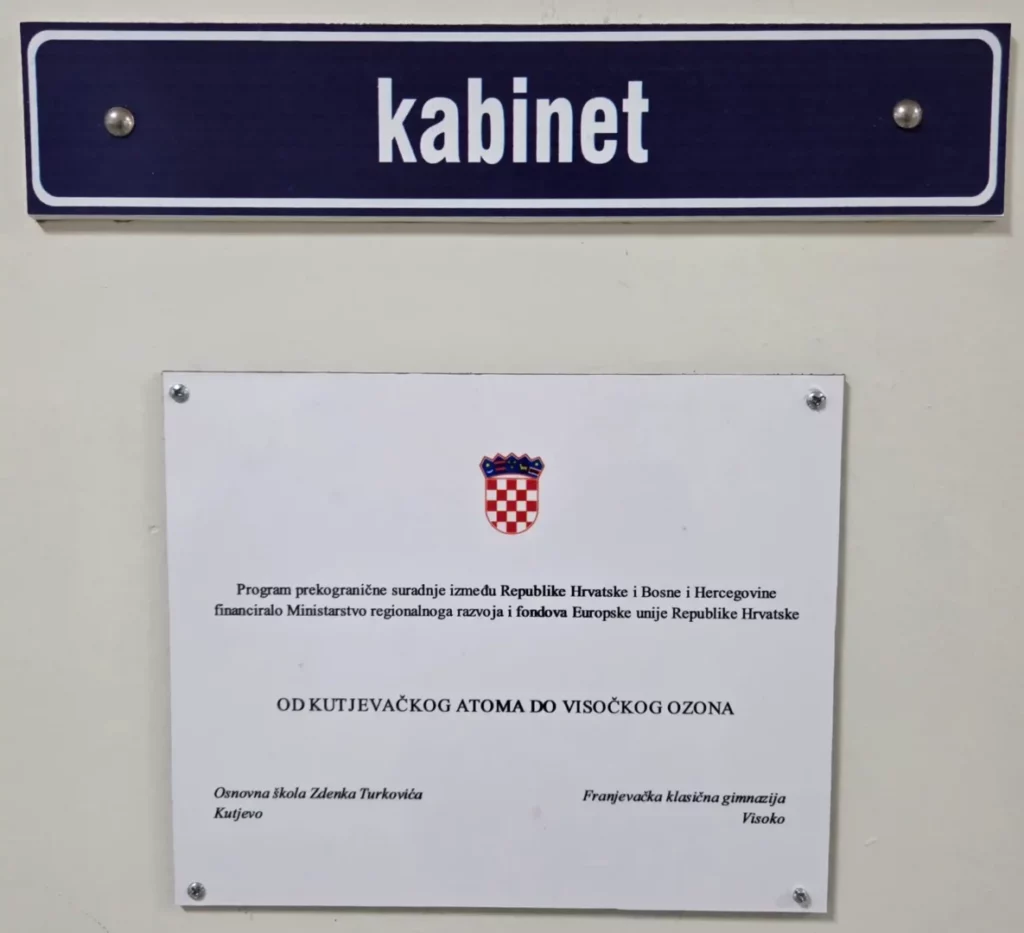 kabinet
Program prekogranične suradnje između Republike Hrvatske i Bosne i Hercegovine
financiralo Ministarstvo regionalnoga razvoja i fondova Europske unije Republike Hrvatske
OD KUTJEVAČKOG ATOMA DO VISOČKOG OZONA
Osnovna škola Zdenka Turkovića
Kutjevo
Franjevačka klasična gimnazija
Visoko